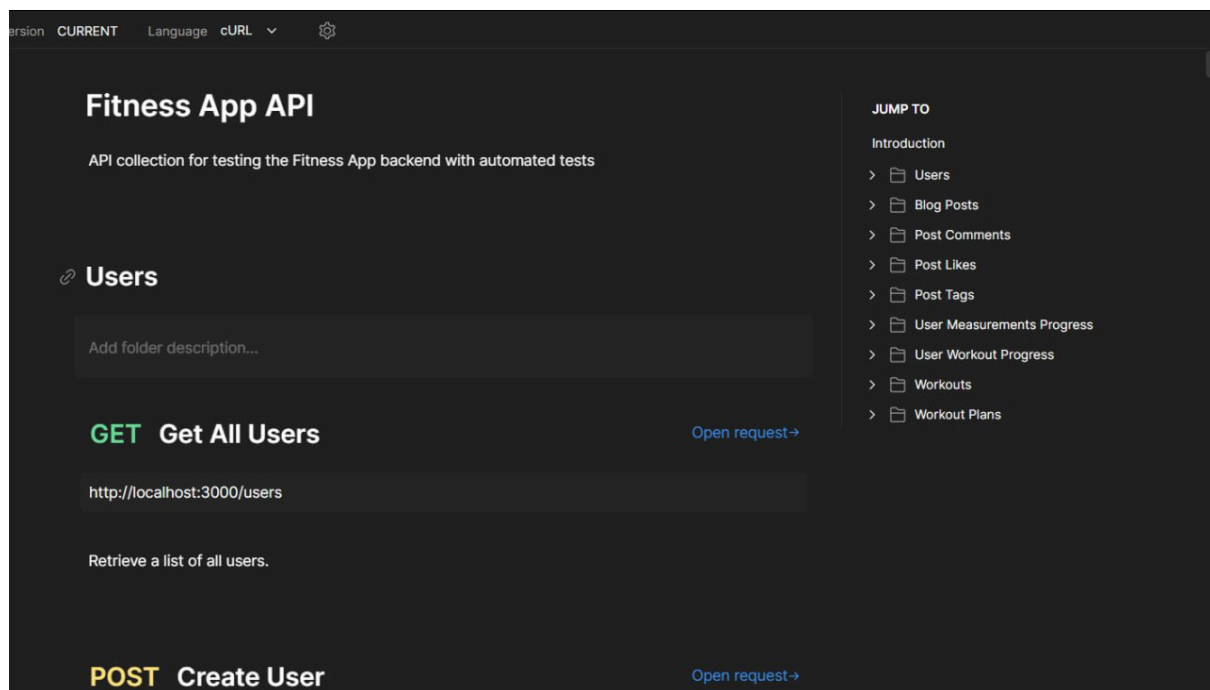 ersion CURRENT Language cURL
Fitness App API
API collection for testing the Fitness App backend with automated tests
Users
Add folder description...
GET Get All Users Open request→
http://localhost:3000/users
Retrieve a list of all users.
POST Create User Open request→
JUMP TO
Introduction
Users
Blog Posts
Post Comments
Post Likes
Post Tags
User Measurements Progress
User Workout Progress
Workouts
Workout Plans